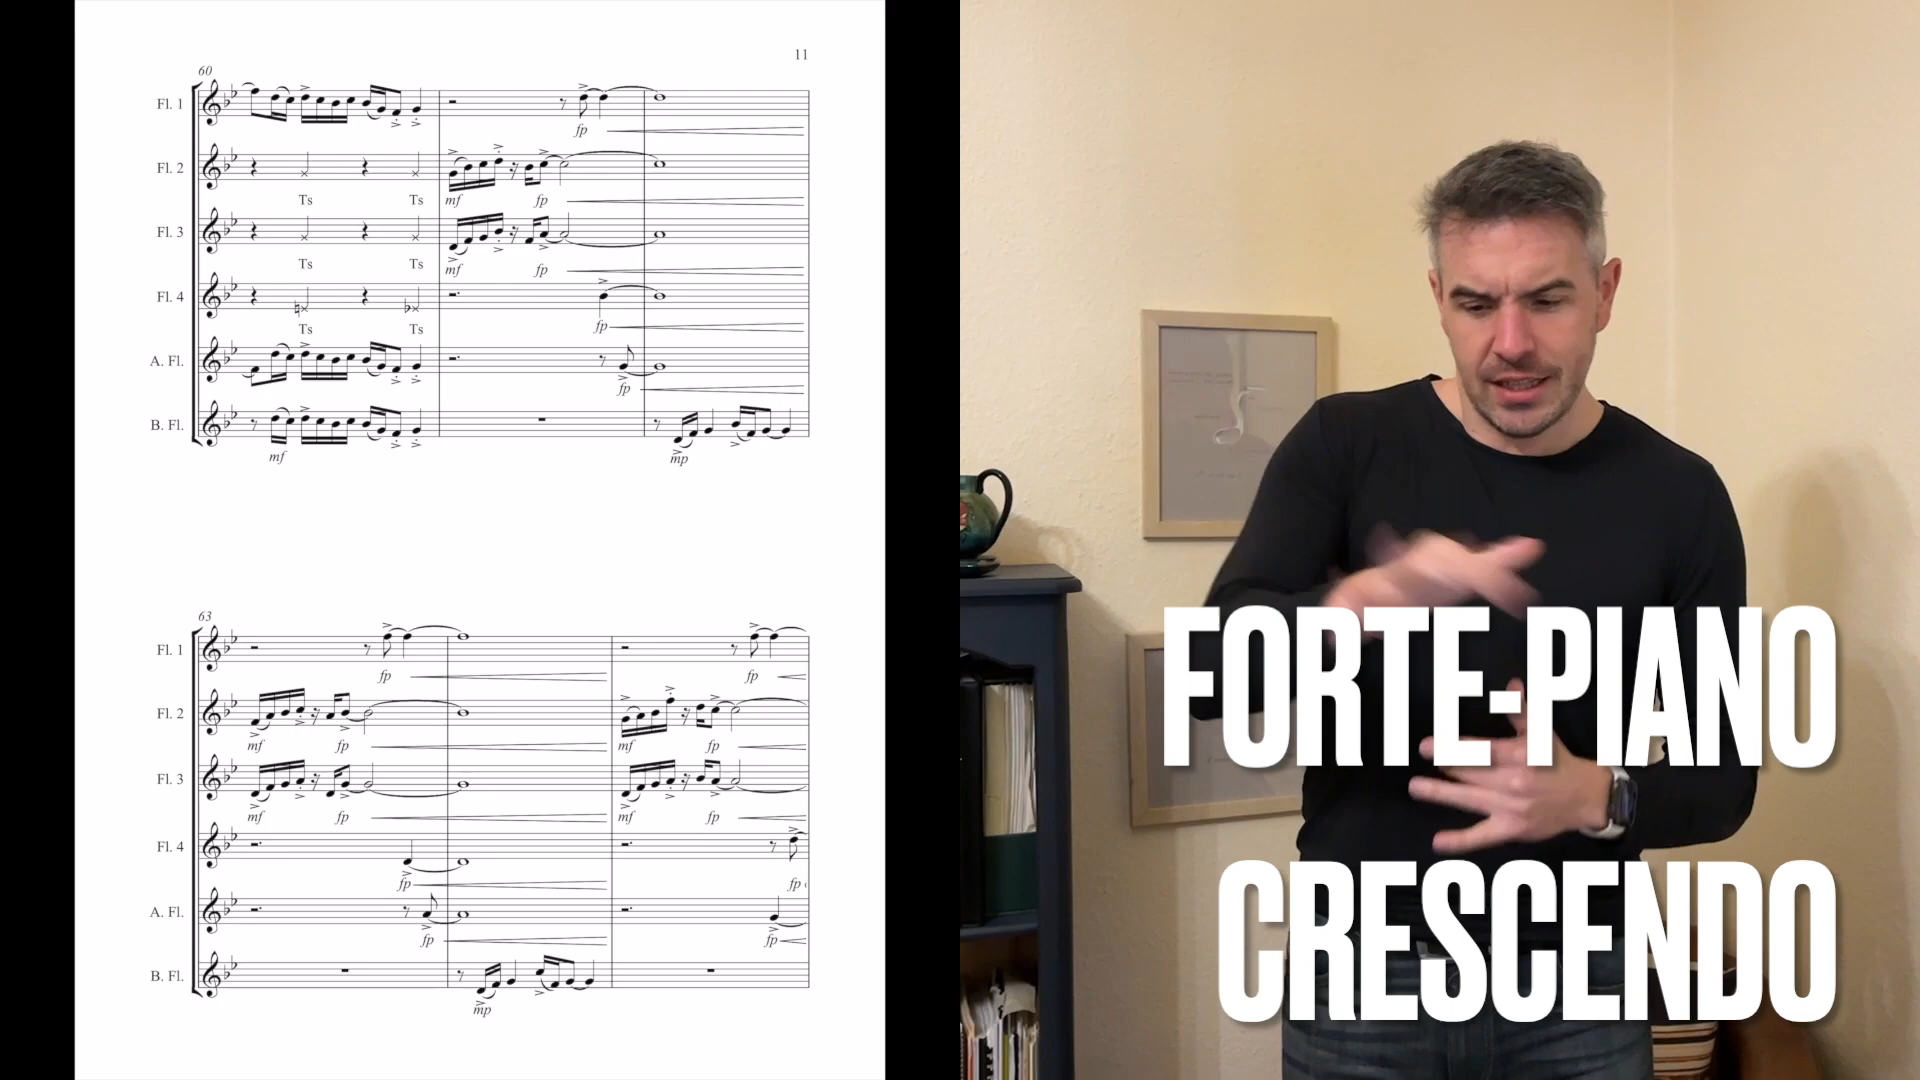 11
60
Fl. 1
fp
Fl. 2
Ts Ts mf fp
Fl. 3
Ts Ts mf fp
Fl. 4
Ts Ts fp
A. Fl.
fp
B. Fl.
mf mp
63
Fl. 1
fp fp
Fl. 2
mf fp mf fp
Fl. 3
mf fp mf fp
Fl. 4
fp fp
A. Fl.
fp fp
B. Fl.
mp
FORTE-PIANO
CRESCENDO